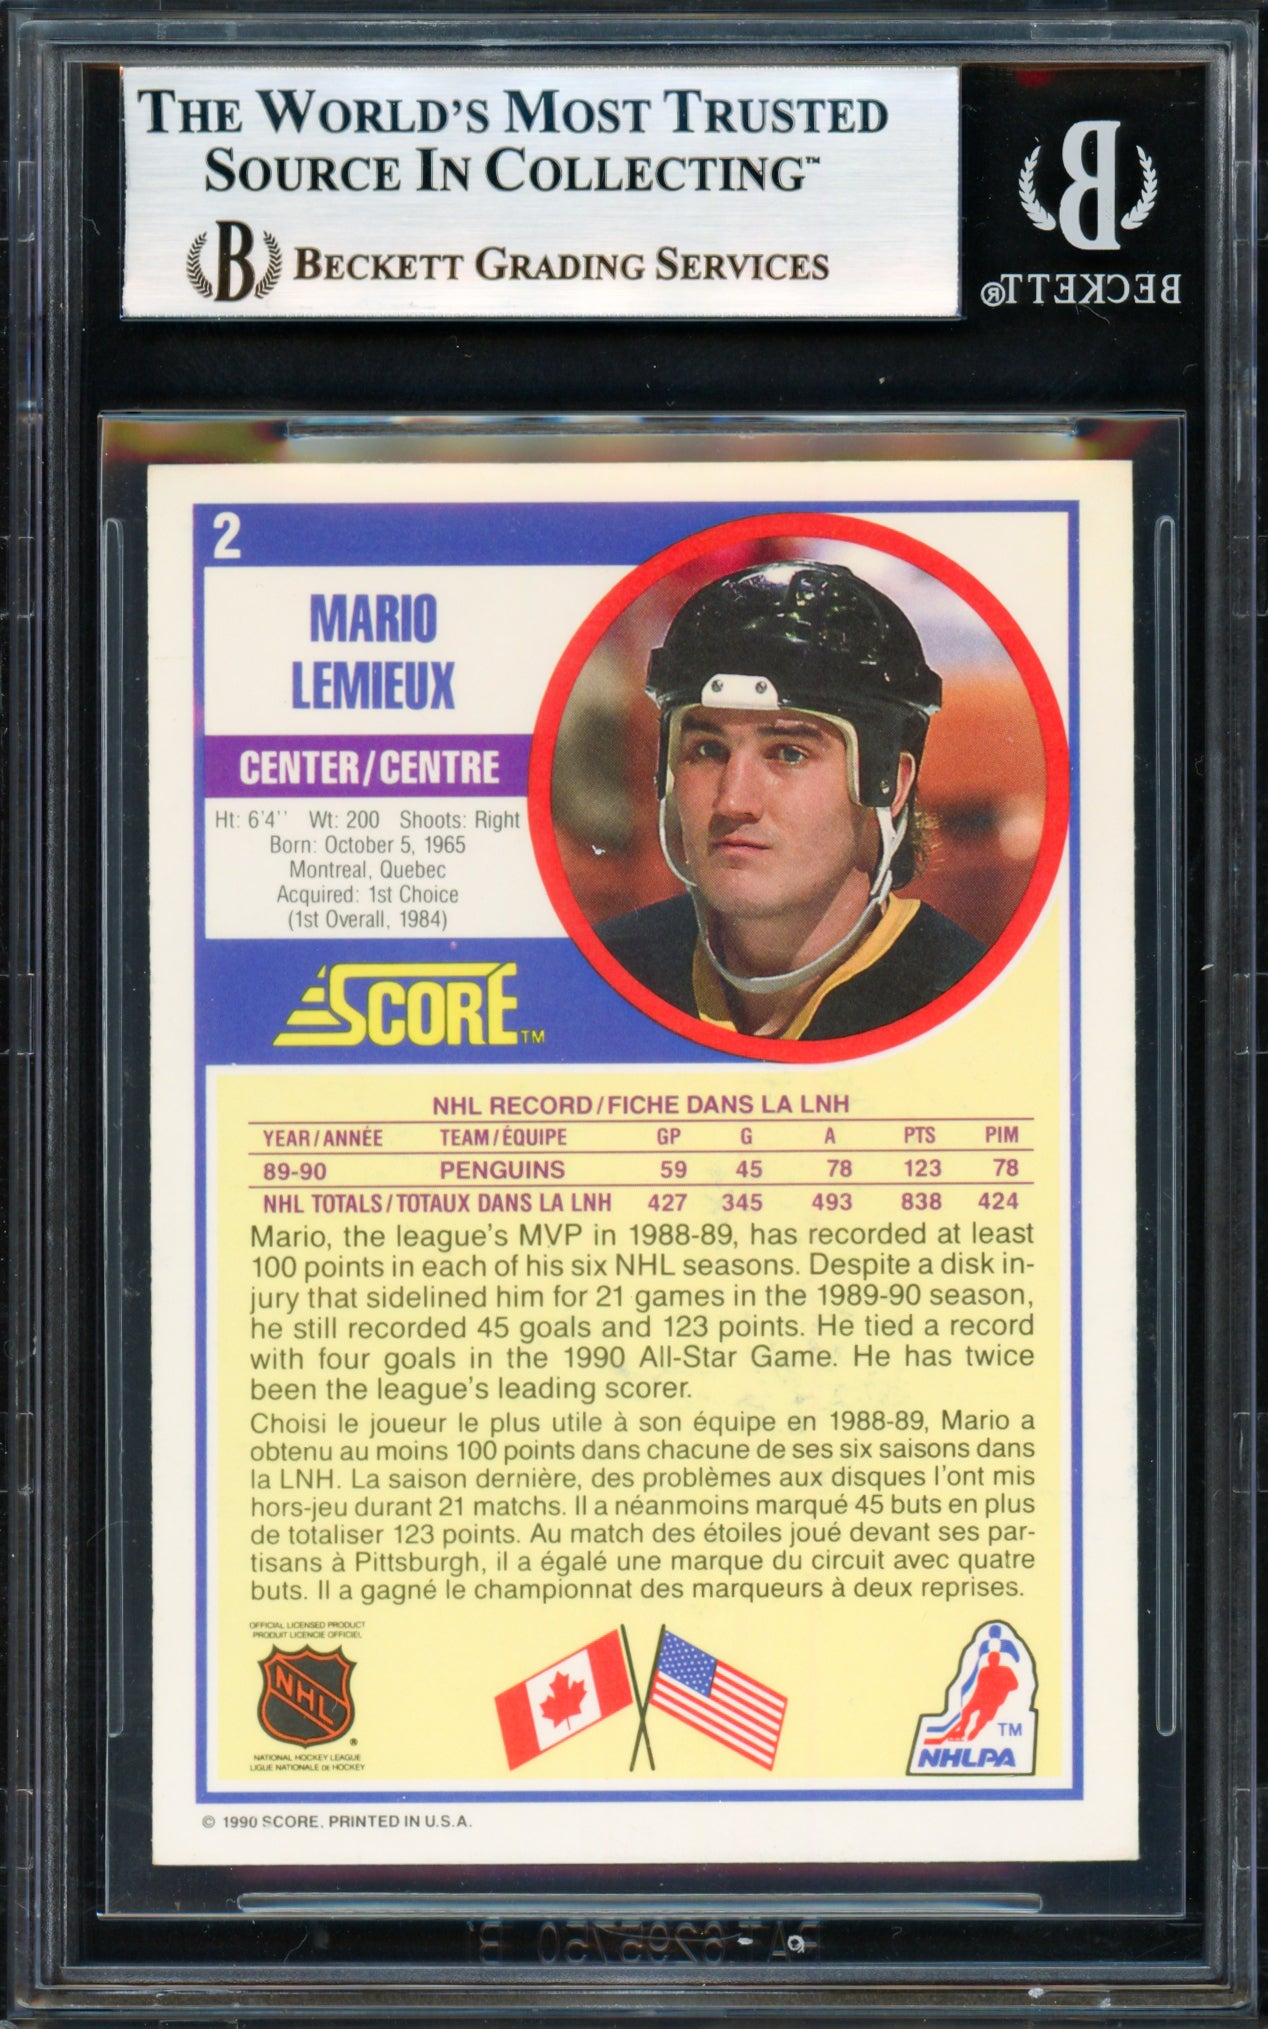 THE WORLD'S MOST TRUSTED
SOURCE IN COLLECTING™
B BECKETT GRADING SERVICES
B
BECKETT®
2
MARIO
LEMIEUX
CENTER/CENTRE
Ht: 6'4'' Wt: 200 Shoots: Right
Born: October 5, 1965
Montreal, Quebec
Acquired: 1st Choice
(1st Overall, 1984)
SCORE™
NHL RECORD/FICHE DANS LA LNH
YEAR/ANNÉE TEAM/ÉQUIPE GP G A PTS PIM
89-90 PENGUINS 59 45 78 123 78
NHL TOTALS/TOTAUX DANS LA LNH 427 345 493 838 424
Mario, the league's MVP in 1988-89, has recorded at least
100 points in each of his six NHL seasons. Despite a disk in-
jury that sidelined him for 21 games in the 1989-90 season,
he still recorded 45 goals and 123 points. He tied a record
with four goals in the 1990 All-Star Game. He has twice
been the league's leading scorer.
Choisi le joueur le plus utile à son équipe en 1988-89, Mario a
obtenu au moins 100 points dans chacune de ses six saisons dans
la LNH. La saison dernière, des problèmes aux disques l'ont mis
hors-jeu durant 21 matchs. Il a néanmoins marqué 45 buts en plus
de totaliser 123 points. Au match des étoiles joué devant ses par-
tisans à Pittsburgh, il a égalé une marque du circuit avec quatre
buts. Il a gagné le championnat des marqueurs à deux reprises.
OFFICIAL LICENSED PRODUCT
PRODUIT LICENCIE OFFICIEL
NHL ®
NATIONAL HOCKEY LEAGUE
LIGUE NATIONALE DE HOCKEY
TM
NHLPA
© 1990 SCORE, PRINTED IN U.S.A.